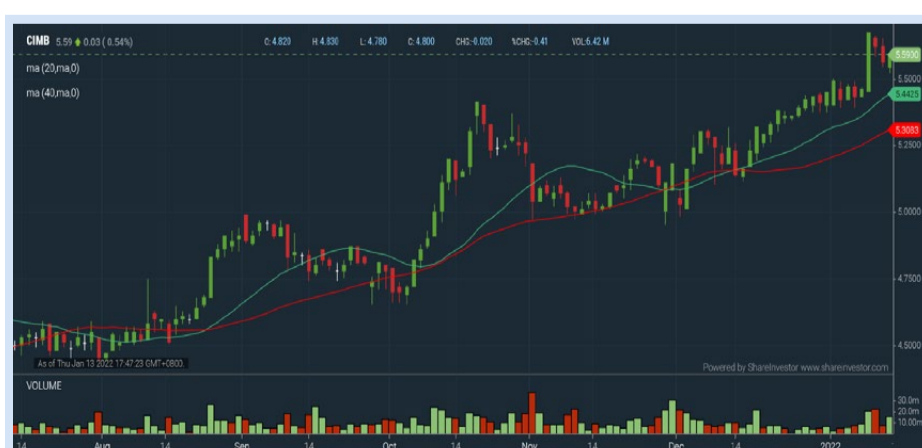 CIMB 5.59 0.03 ( 0.54%) O: 4.820 H: 4.830 L: 4.780 C: 4.800 CHG:-0.020 %CHG:-0.41 VOL:6.42 M
ma (20,ma,0)
ma (40,ma,0)
5.5900
5.5000
5.4425
5.3083
5.2500
5.0000
4.7500
4.5000
As of Thu Jan 13 2022 17:47:23 GMT+0800.
Powered by ShareInvestor www.shareinvestor.com
VOLUME
30.0m
20.0m
10.00m
14 Aug 14 Sep 14 Oct 14 Nov 14 Dec 14 2022